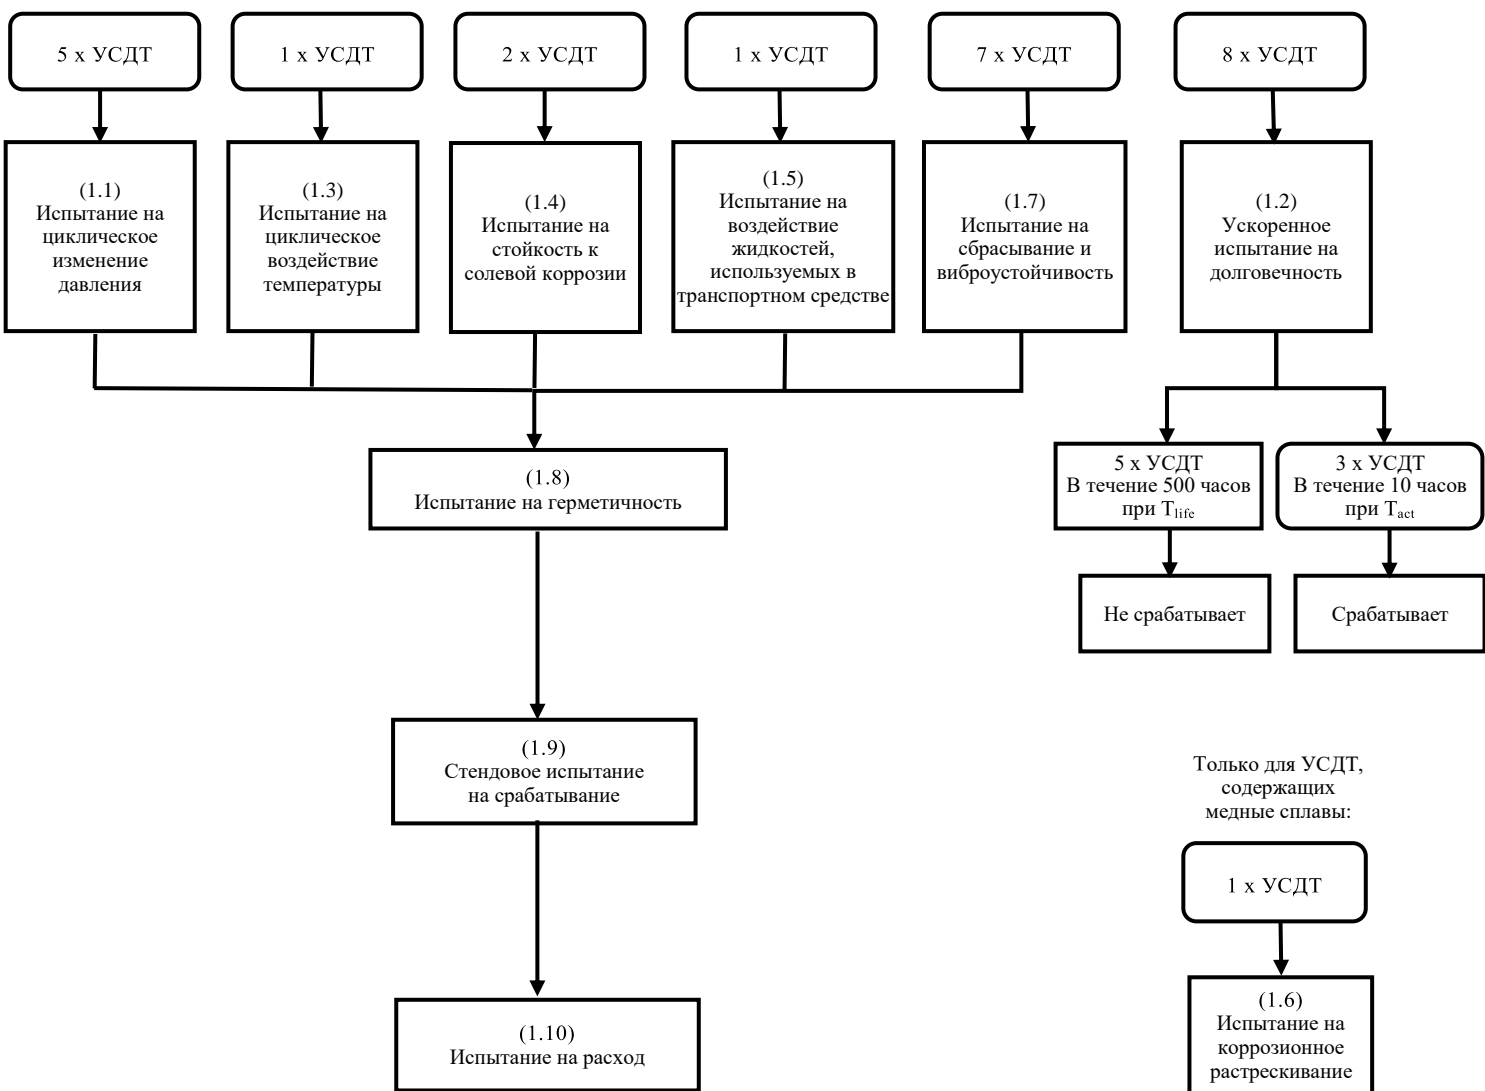 5 x УСДТ
1 x УСДТ
2 x УСДТ
1 x УСДТ
7 x УСДТ
8 x УСДТ
(1.1)
Испытание на
циклическое
изменение
давления
(1.3)
Испытание на
циклическое
воздействие
температуры
(1.4)
Испытание на
стойкость к
солевой коррозии
(1.5)
Испытание на
воздействие
жидкостей,
используемых в
транспортном средстве
(1.7)
Испытание на
сбрасывание и
виброустойчивость
(1.2)
Ускоренное
испытание на
долговечность
(1.8)
Испытание на герметичность
5 x УСДТ
В течение 500 часов
при Tlife
3 x УСДТ
В течение 10 часов
при Tact
Не срабатывает
Срабатывает
(1.9)
Стендовое испытание
на срабатывание
Только для УСДТ,
содержащих
медные сплавы:
1 x УСДТ
(1.10)
Испытание на расход
(1.6)
Испытание на
коррозионное
растрескивание